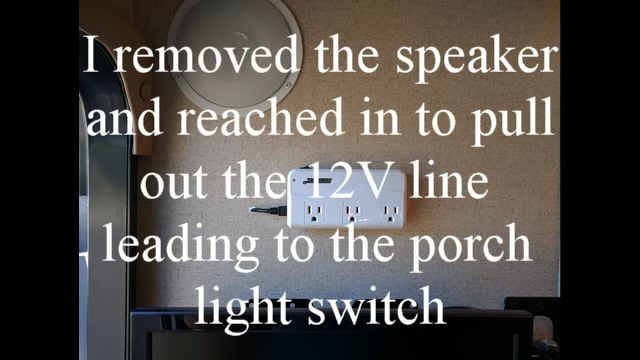 I removed the speaker
and reached in to pull
out the 12V line
leading to the porch
light switch